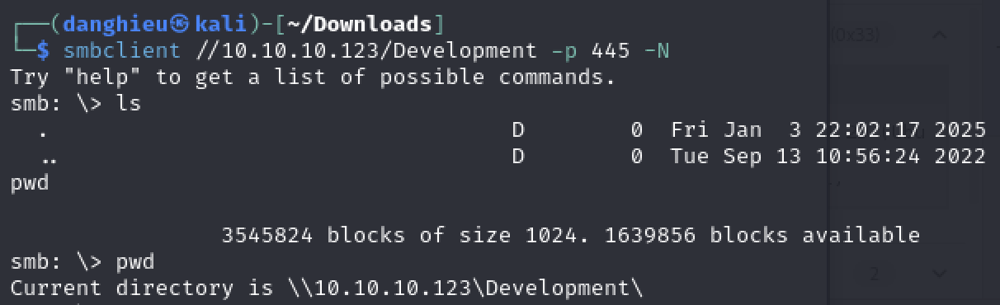 ┌──(danghieu㉿kali)-[~/Downloads]
└─$ smbclient //10.10.10.123/Development -p 445 -N
Try "help" to get a list of possible commands.
smb: \> ls
  .                                   D        0  Fri Jan  3 22:02:17 2025
  ..                                  D        0  Tue Sep 13 10:56:24 2022
pwd
                3545824 blocks of size 1024. 1639856 blocks available
smb: \> pwd
Current directory is \\10.10.10.123\Development\
(0x33)
2